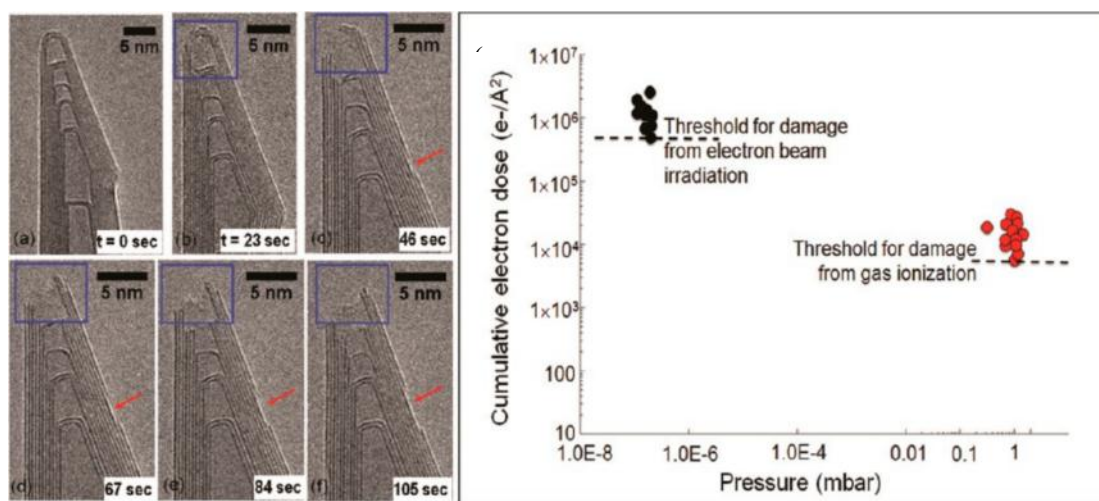 5 nm
5 nm
5 nm
(a)
t = 0 sec
(b)
t = 23 sec
(c)
46 sec
5 nm
5 nm
5 nm
(d)
67 sec
(e)
84 sec
(f)
105 sec
Cumulative electron dose (e-/Å²)
1×10⁷
1×10⁶
1×10⁵
1×10⁴
1×10³
100
10
Threshold for damage
from electron beam
irradiation
Threshold for damage
from gas ionization
1.0E-8
1.0E-6
1.0E-4
0.01
0.1
1
Pressure (mbar)